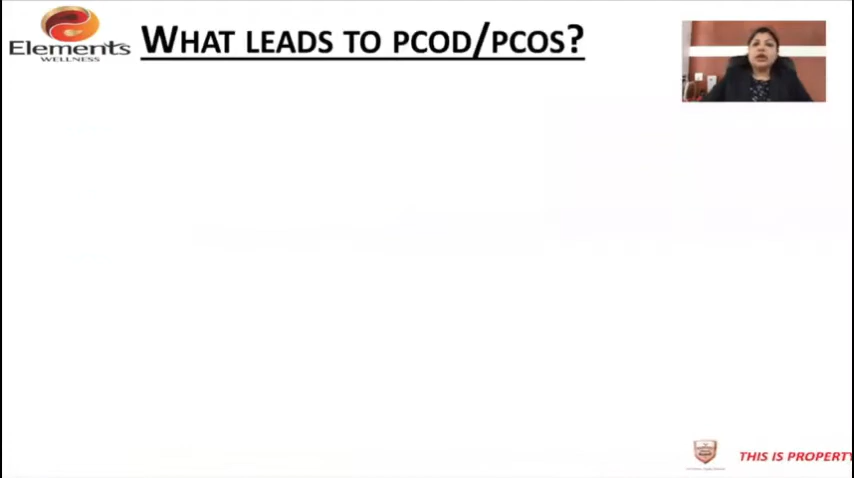 Elements
WELLNESS
WHAT LEADS TO PCOD/PCOS?
THIS IS PROPERTY